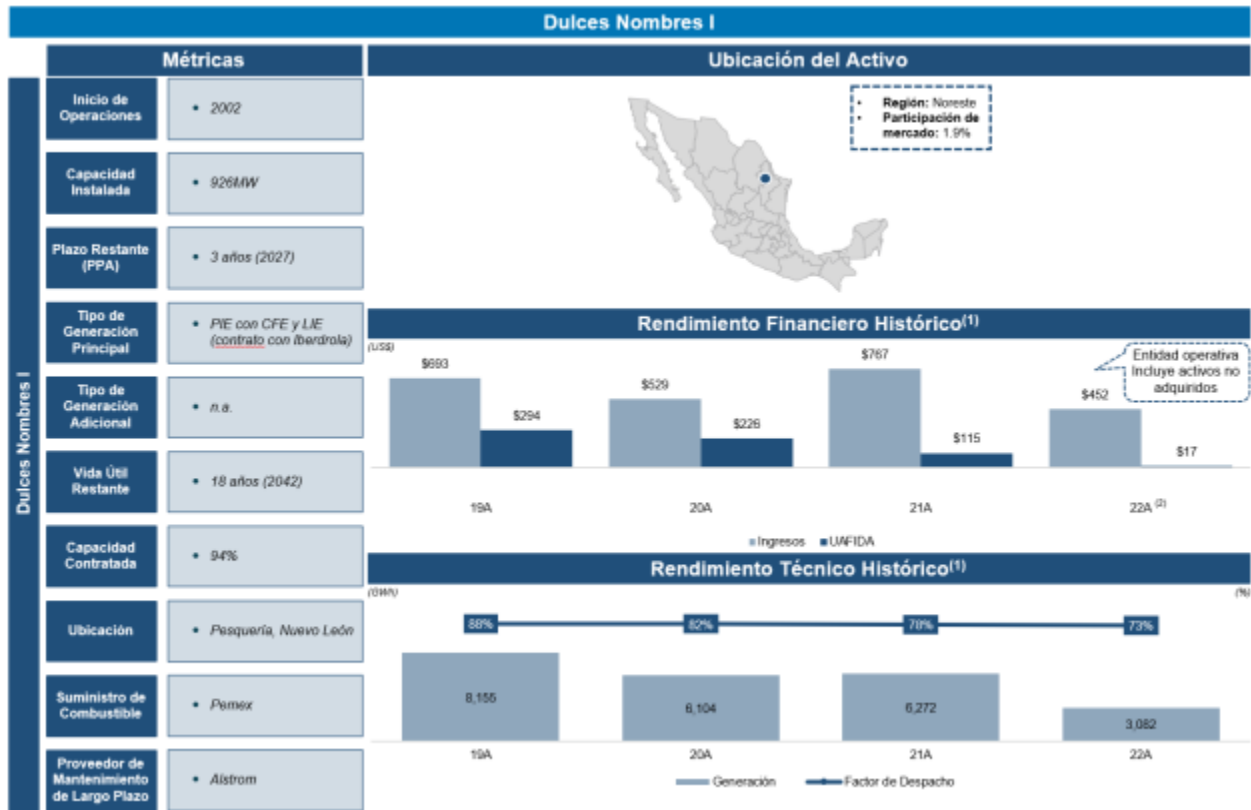 Dulces Nombres I
Métricas
Ubicación del Activo
Dulces Nombres I
Inicio de
Operaciones
• 2002
Capacidad
Instalada
• 926MW
Plazo Restante
(PPA)
• 3 años (2027)
Tipo de
Generación
Principal
• PIE con CFE y LIE
(contrato con Iberdrola)
Tipo de
Generación
Adicional
• n.a.
Vida Útil
Restante
• 18 años (2042)
Capacidad
Contratada
• 94%
Ubicación
• Pesquería, Nuevo León
Suministro de
Combustible
• Pemex
Proveedor de
Mantenimiento
de Largo Plazo
• Alstrom
• Región: Noreste
• Participación de
mercado: 1.9%
Rendimiento Financiero Histórico(1)
(US$)
Entidad operativa
Incluye activos no
adquiridos
$693
$294
$529
$226
$767
$115
$452
$17
19A
20A
21A
22A (2)
Ingresos
UAFIDA
Rendimiento Técnico Histórico(1)
(GWh)
(%)
88%
82%
78%
73%
8,155
6,104
6,272
3,082
19A
20A
21A
22A
Generación
Factor de Despacho